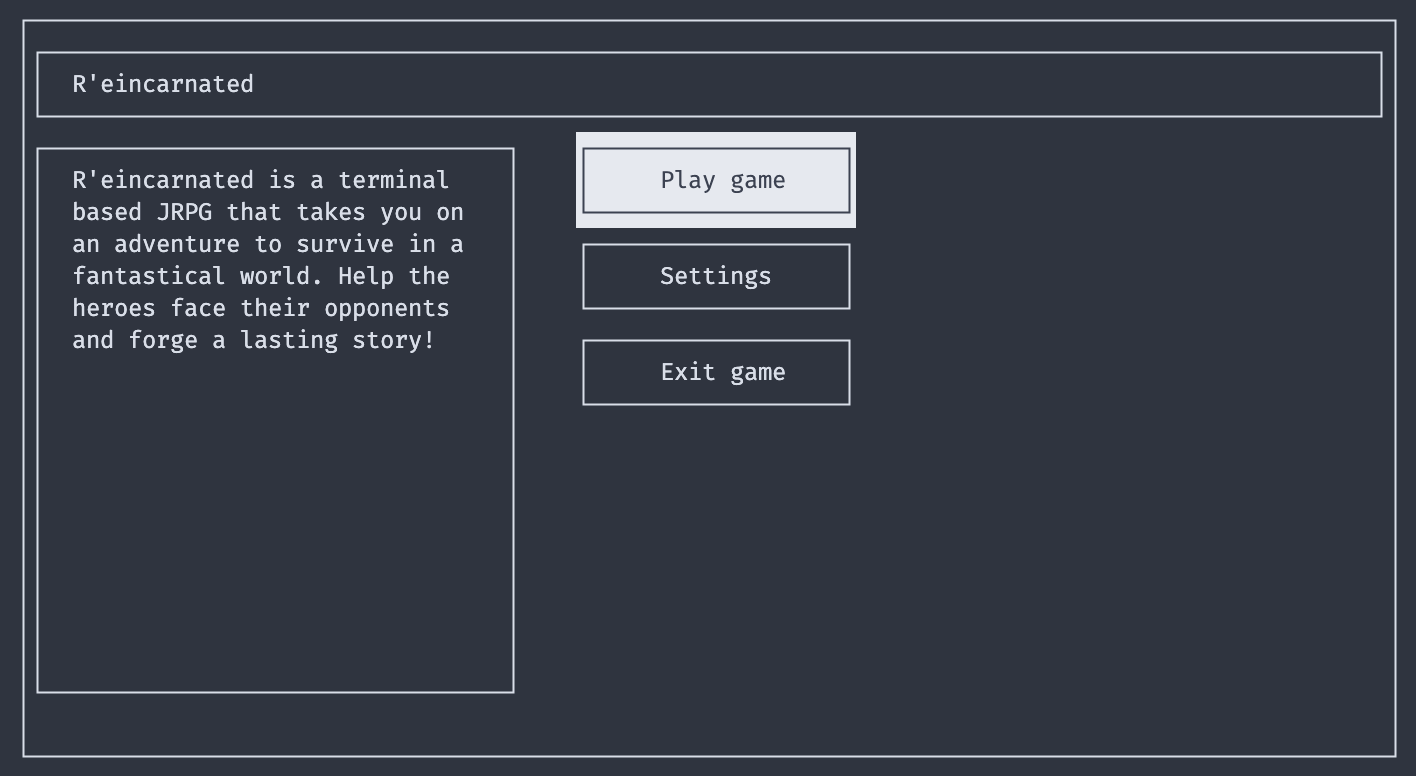 R'eincarnated
R'eincarnated is a terminal
based JRPG that takes you on
an adventure to survive in a
fantastical world. Help the
heroes face their opponents
and forge a lasting story!
Play game
Settings
Exit game